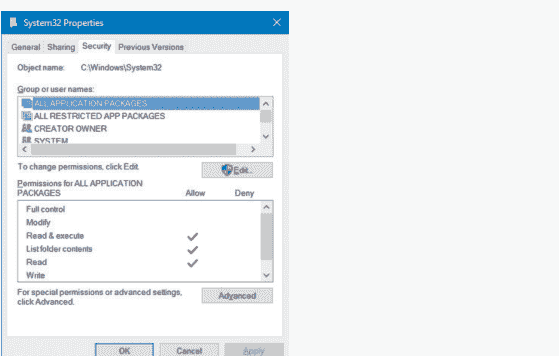 System32 Properties
General Sharing Security Previous Versions
Object name: C:\Windows\System32
Group or user names:
ALL APPLICATION PACKAGES
ALL RESTRICTED APP PACKAGES
CREATOR OWNER
SYSTEM
To change permissions, click Edit. Edit...
Permissions for ALL APPLICATION
PACKAGES Allow Deny
Full control
Modify
Read & execute
List folder contents
Read
Write
For special permissions or advanced settings,
click Advanced. Advanced
OK Cancel Apply